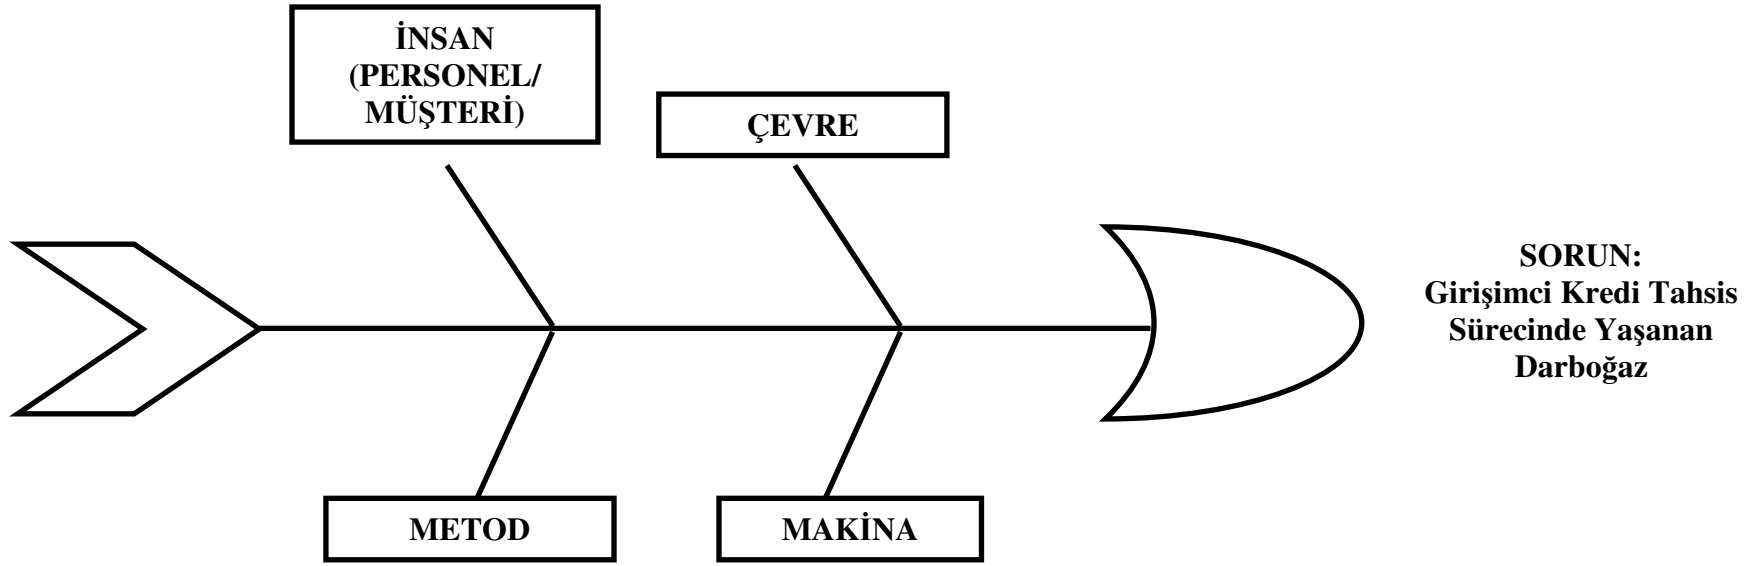 İNSAN
(PERSONEL/
MÜŞTERİ)
ÇEVRE
SORUN:
Girişimci Kredi Tahsis
Sürecinde Yaşanan
Darboğaz
METOD
MAKİNA